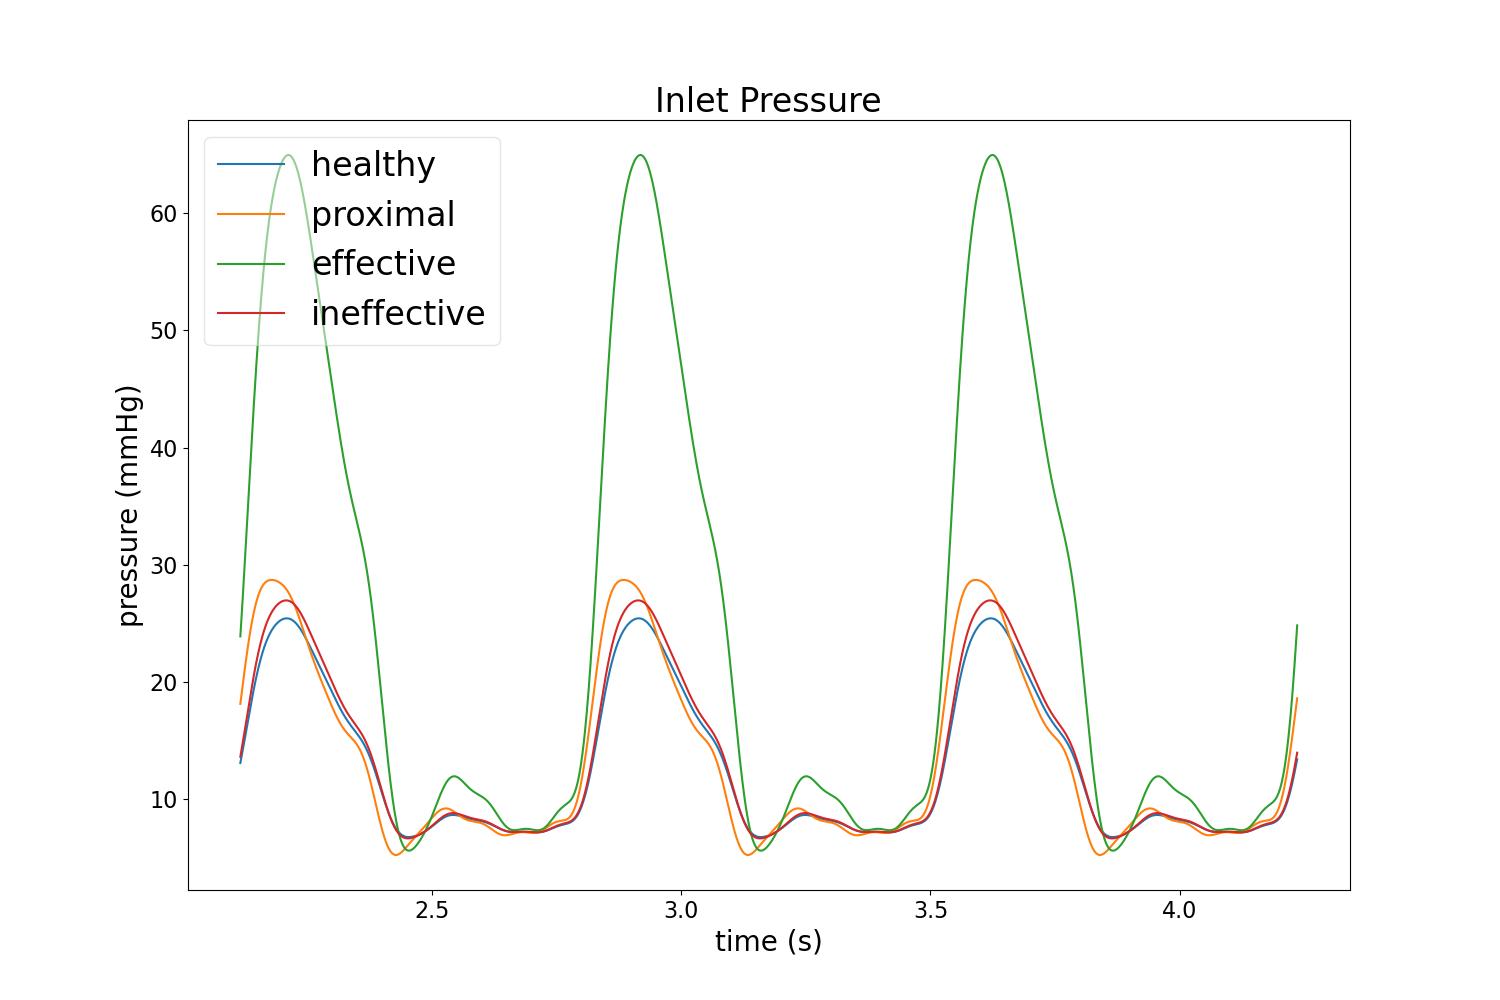 Inlet Pressure
healthy
proximal
effective
ineffective
60
50
40
30
20
10
pressure (mmHg)
2.5 3.0 3.5 4.0
time (s)